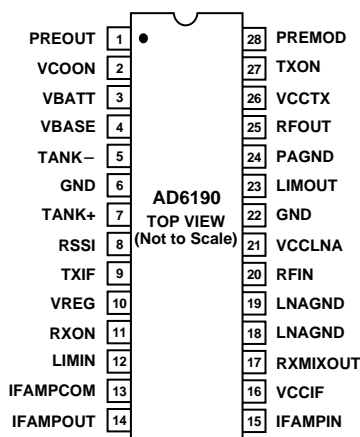 PREOUT 1 28 PREMOD
VCOON 2 27 TXON
VBATT 3 26 VCCTX
VBASE 4 25 RFOUT
TANK− 5 24 PAGND
GND 6 23 LIMOUT
AD6190
TANK+ 7 22 GND
TOP VIEW
(Not to Scale)
RSSI 8 21 VCCLNA
TXIF 9 20 RFIN
VREG 10 19 LNAGND
RXON 11 18 LNAGND
LIMIN 12 17 RXMIXOUT
IFAMPCOM 13 16 VCCIF
IFAMPOUT 14 15 IFAMPIN